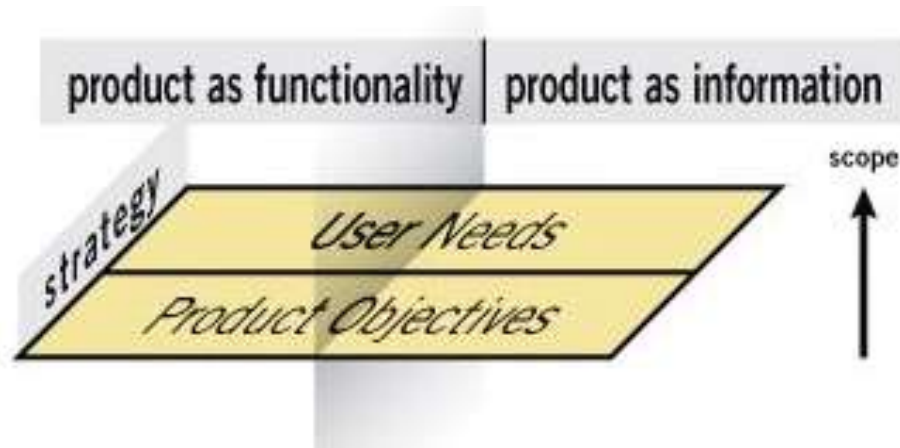 product as functionality
product as information
scope
strategy
User Needs
Product Objectives